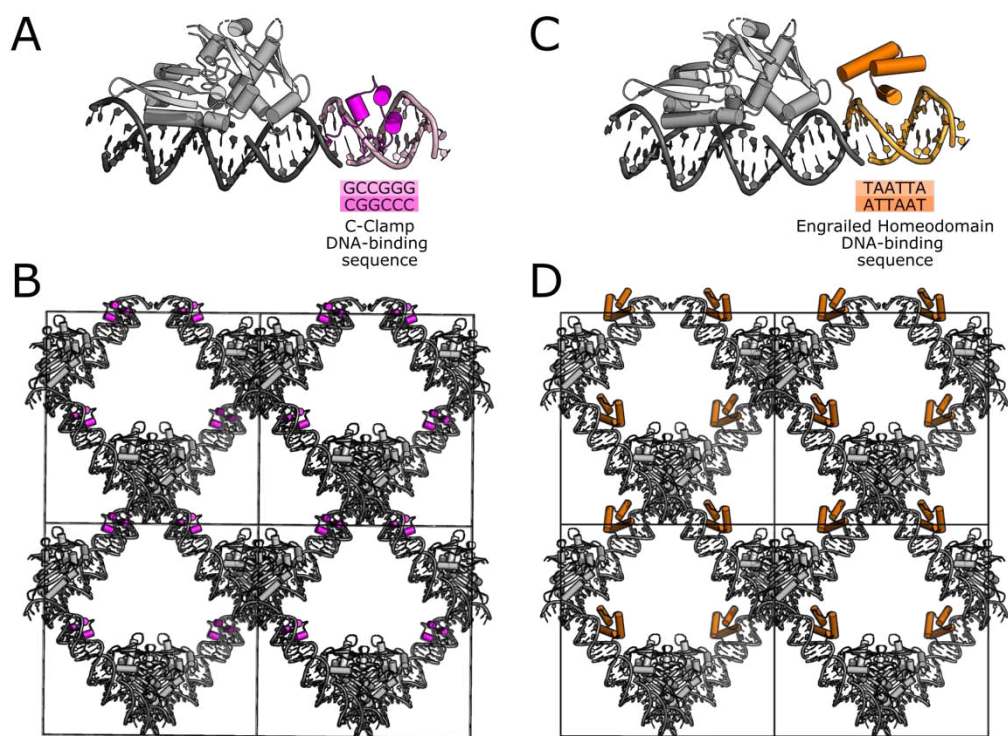 A
GCCGGG
CGGCCC
C-Clamp
DNA-binding
sequence
C
TAATTA
ATTAAT
Engrailed Homeodomain
DNA-binding
sequence
B
D